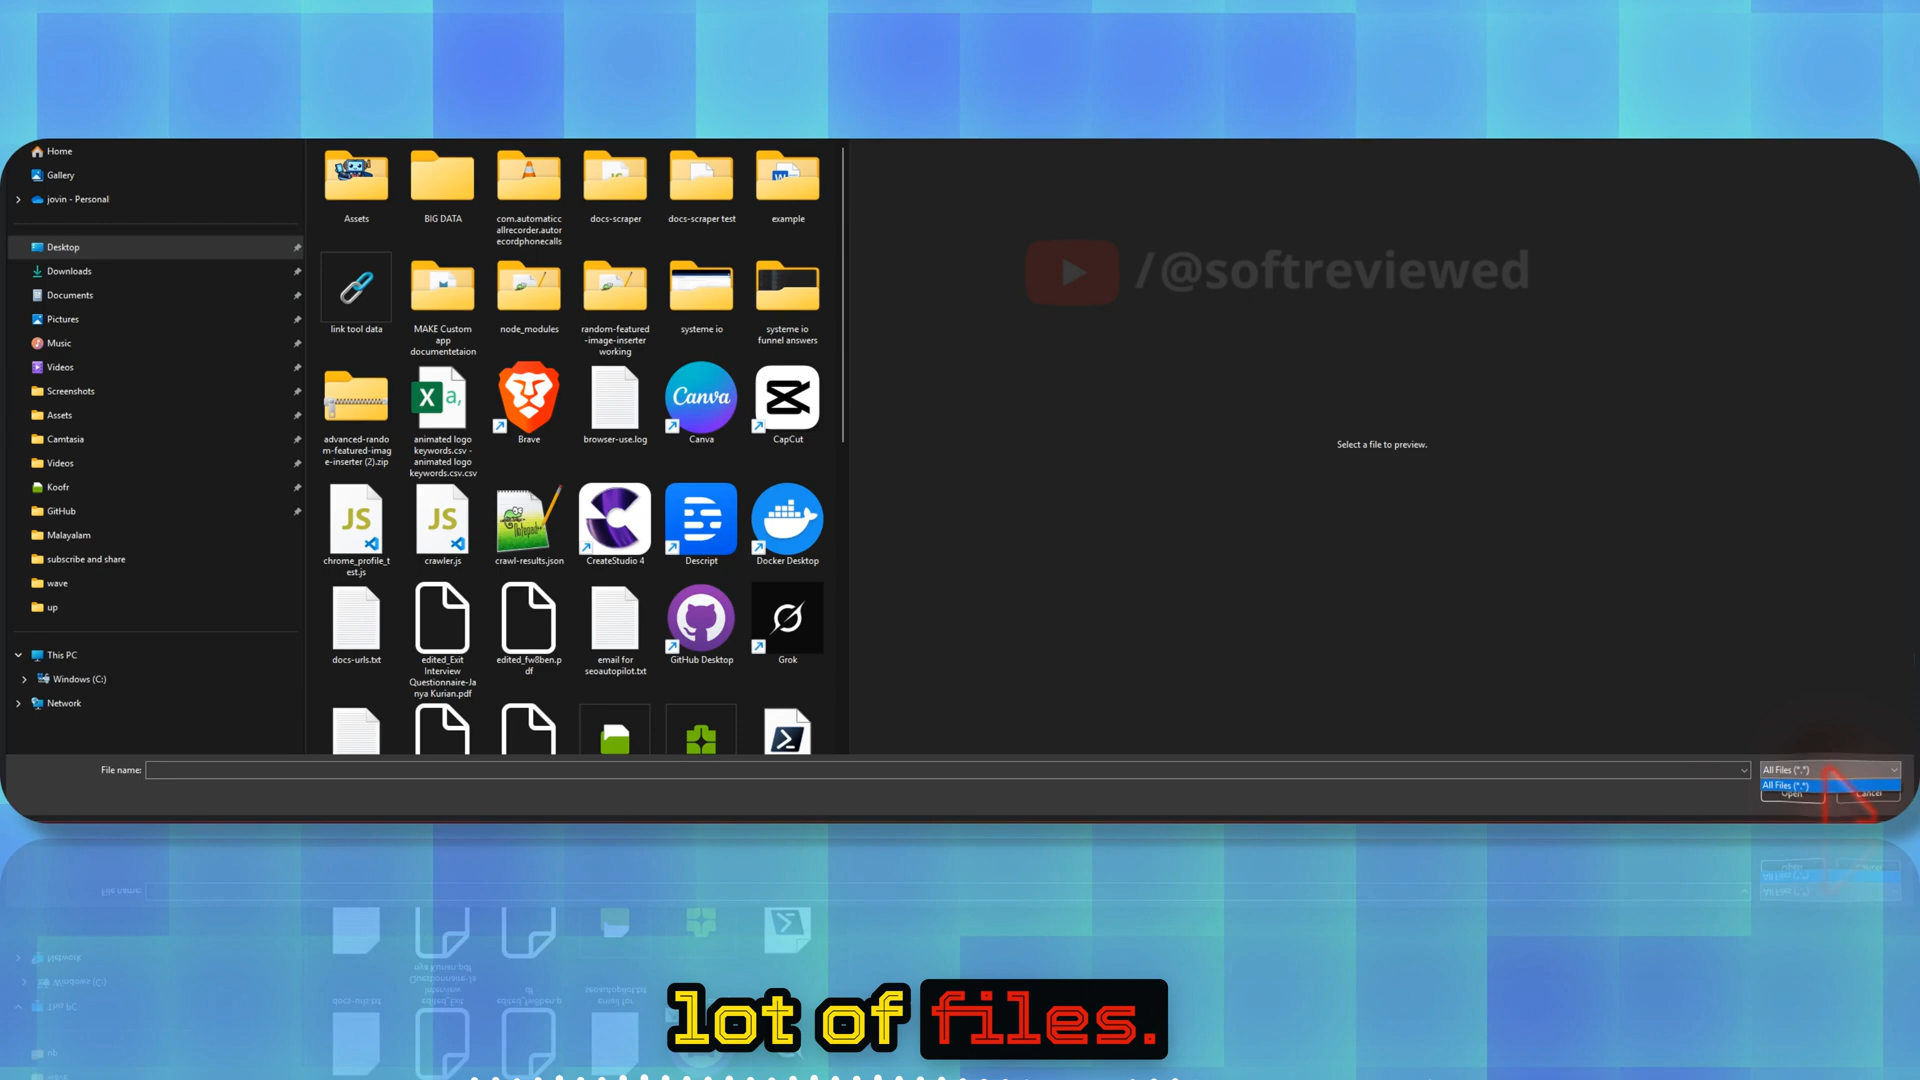 Home
Gallery
jovin - Personal
Desktop
Downloads
Documents
Pictures
Music
Videos
Screenshots
Assets
Camtasia
Videos
Koofr
GitHub
Malayalam
subscribe and share
wave
up
This PC
Windows (C:)
Network
Assets
BIG DATA
com.automaticc
allrecorder.autor
ecordphonecalls
docs-scraper
docs-scraper test
example
link tool data
MAKE Custom
app
documentetaion
node_modules
random-featured
-image-inserter
working
systeme io
systeme io
funnel answers
advanced-rando
m-featured-imag
e-inserter (2).zip
animated logo
keywords.csv -
animated logo
keywords.csv.csv
Brave
browser-use.log
Canva
Canva
CapCut
JS
chrome_profile_t
est.js
JS
crawler.js
crawl-results.json
CreateStudio 4
Descript
Docker Desktop
docs-urls.txt
edited_Exit
Interview
Questionnaire-Ja
nya Kurian.pdf
edited_fw8ben.p
df
email for
seoautopilot.txt
GitHub Desktop
Grok
/@softreviewed
Select a file to preview.
File name:
All Files (*.*)
All Files (*.*)
Open
Cancel
lot of files.